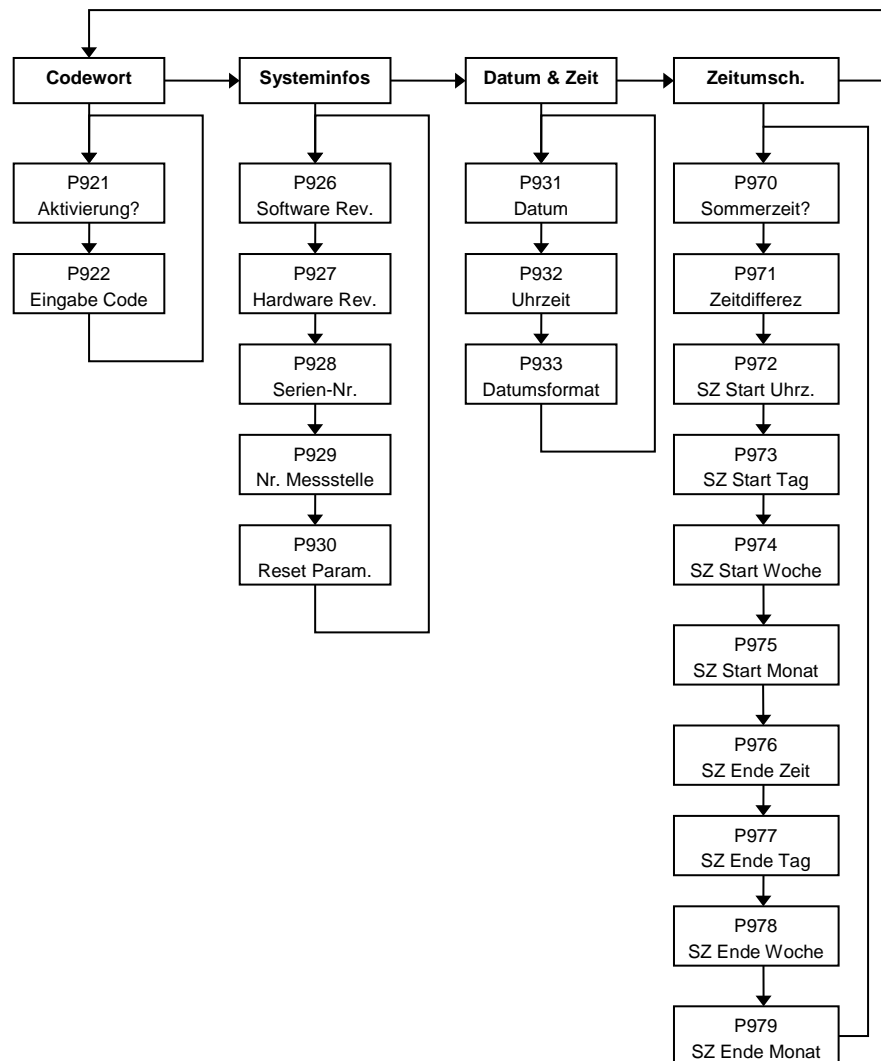 Codewort
Systeminfos
Datum & Zeit
Zeitumsch.
P921
Aktivierung?
P922
Eingabe Code
P926
Software Rev.
P927
Hardware Rev.
P928
Serien-Nr.
P929
Nr. Messstelle
P930
Reset Param.
P931
Datum
P932
Uhrzeit
P933
Datumsformat
P970
Sommerzeit?
P971
Zeitdifferez
P972
SZ Start Uhrz.
P973
SZ Start Tag
P974
SZ Start Woche
P975
SZ Start Monat
P976
SZ Ende Zeit
P977
SZ Ende Tag
P978
SZ Ende Woche
P979
SZ Ende Monat